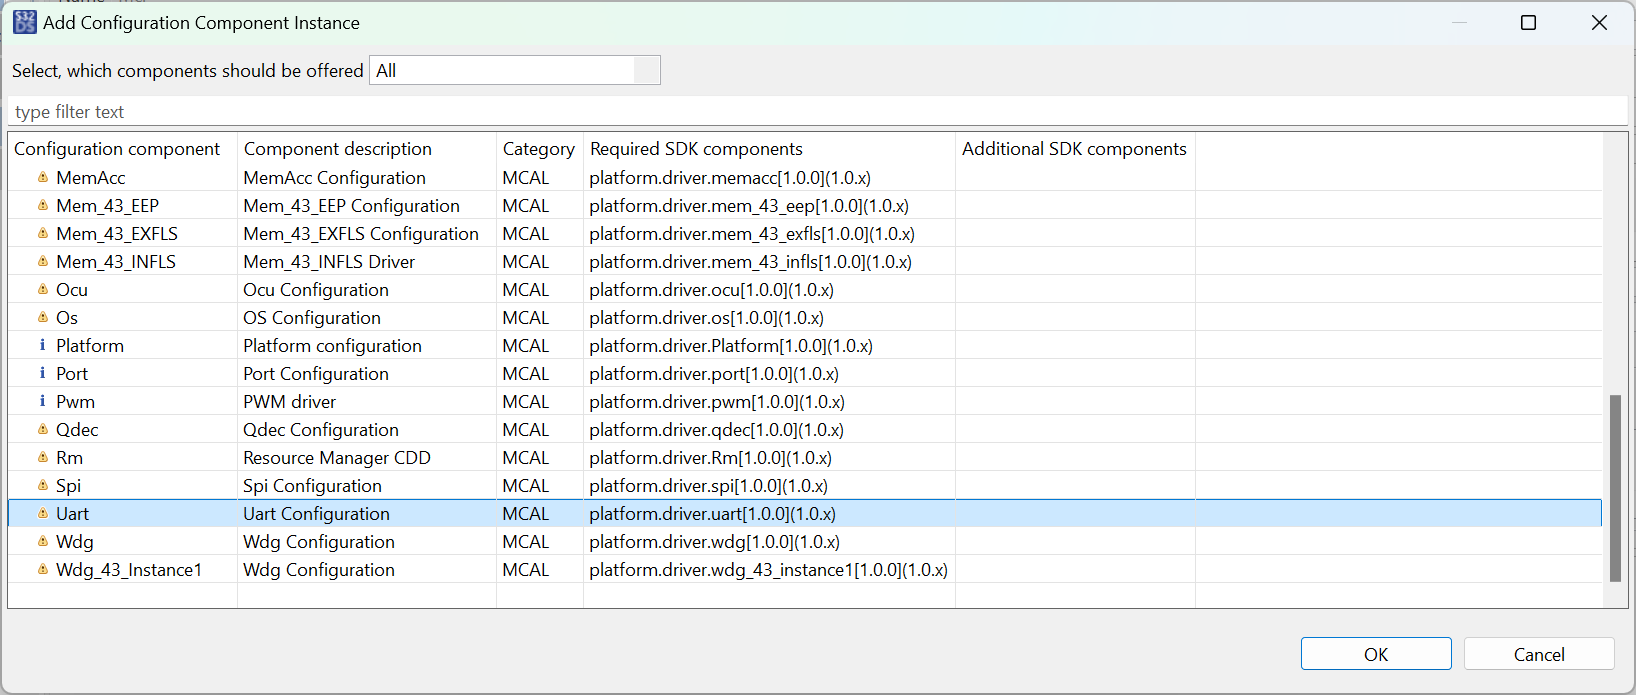 S32 DS Add Configuration Component Instance
Select, which components should be offered All
type filter text
Configuration component Component description Category Required SDK components Additional SDK components
MemAcc MemAcc Configuration MCAL platform.driver.memacc[1.0.0](1.0.x)
Mem_43_EEP Mem_43_EEP Configuration MCAL platform.driver.mem_43_eep[1.0.0](1.0.x)
Mem_43_EXFLS Mem_43_EXFLS Configuration MCAL platform.driver.mem_43_exfls[1.0.0](1.0.x)
Mem_43_INFLS Mem_43_INFLS Driver MCAL platform.driver.mem_43_infls[1.0.0](1.0.x)
Ocu Ocu Configuration MCAL platform.driver.ocu[1.0.0](1.0.x)
Os OS Configuration MCAL platform.driver.os[1.0.0](1.0.x)
Platform Platform configuration MCAL platform.driver.Platform[1.0.0](1.0.x)
Port Port Configuration MCAL platform.driver.port[1.0.0](1.0.x)
Pwm PWM driver MCAL platform.driver.pwm[1.0.0](1.0.x)
Qdec Qdec Configuration MCAL platform.driver.qdec[1.0.0](1.0.x)
Rm Resource Manager CDD MCAL platform.driver.Rm[1.0.0](1.0.x)
Spi Spi Configuration MCAL platform.driver.spi[1.0.0](1.0.x)
Uart Uart Configuration MCAL platform.driver.uart[1.0.0](1.0.x)
Wdg Wdg Configuration MCAL platform.driver.wdg[1.0.0](1.0.x)
Wdg_43_Instance1 Wdg Configuration MCAL platform.driver.wdg_43_instance1[1.0.0](1.0.x)
OK Cancel